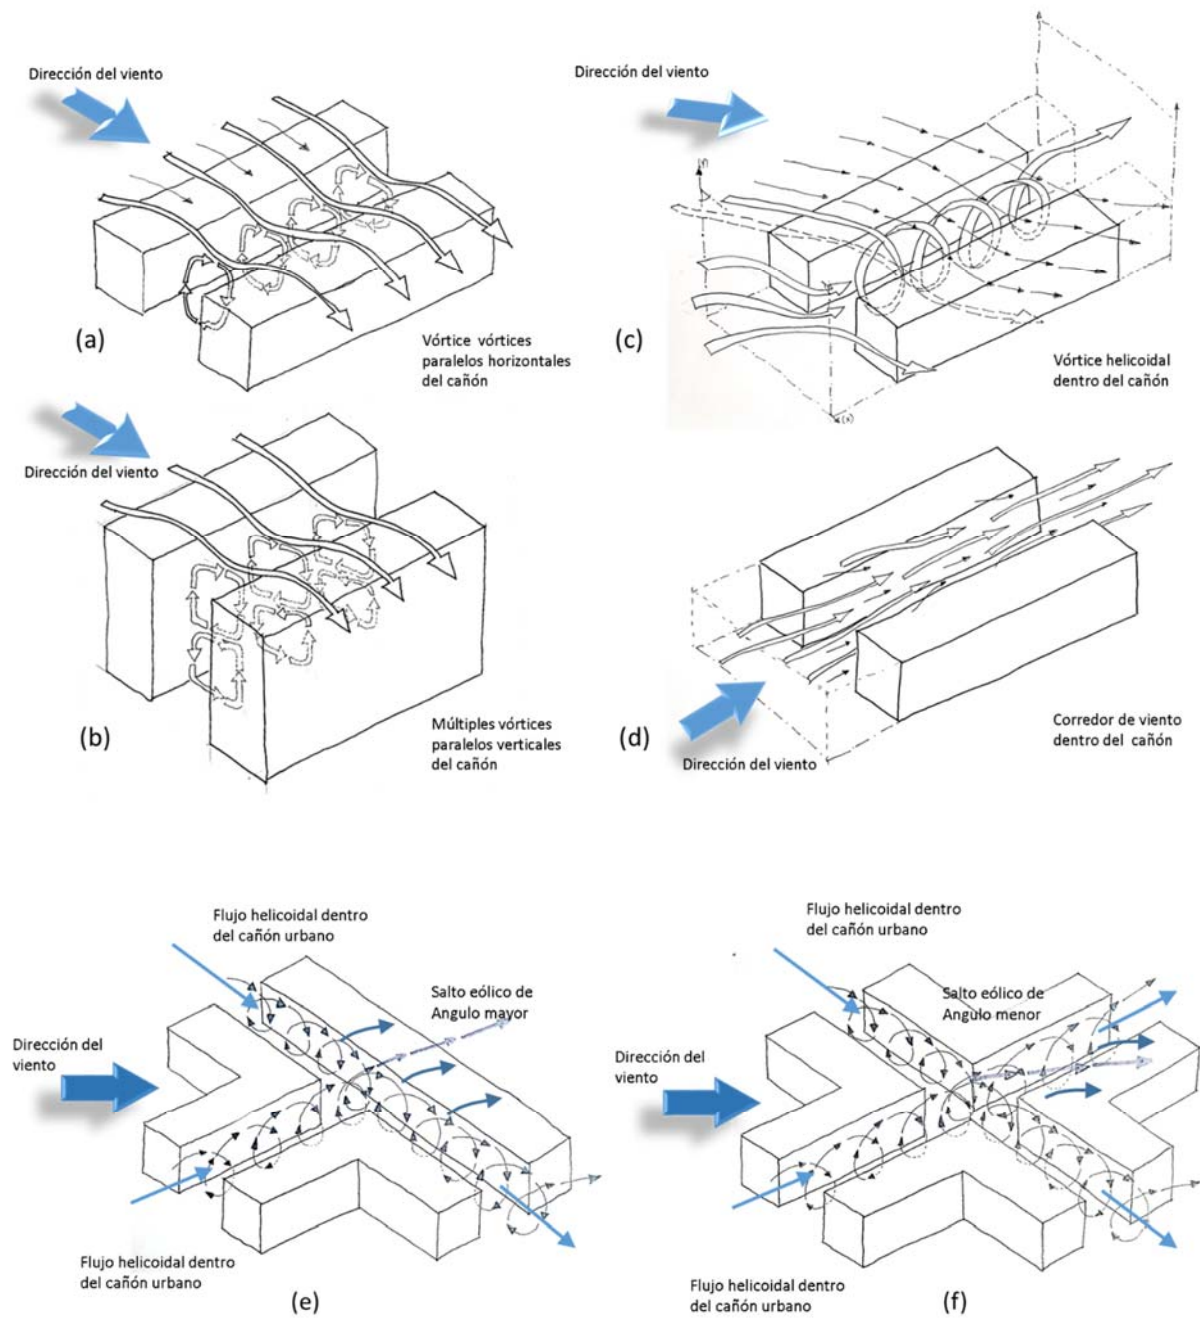 Dirección del viento
(a)
Vórtice vórtices
paralelos horizontales
del cañón
Dirección del viento
(c)
Vórtice helicoidal
dentro del cañón
Dirección del viento
(b)
Múltiples vórtices
paralelos verticales
del cañón
(d)
Corredor de viento
dentro del cañón
Dirección del viento
Flujo helicoidal dentro
del cañón urbano
Salto eólico de
Angulo mayor
Dirección del
viento
Flujo helicoidal dentro
del cañón urbano
(e)
Flujo helicoidal dentro
del cañón urbano
Salto eólico de
Angulo menor
Dirección del
viento
Flujo helicoidal dentro
del cañón urbano
(f)